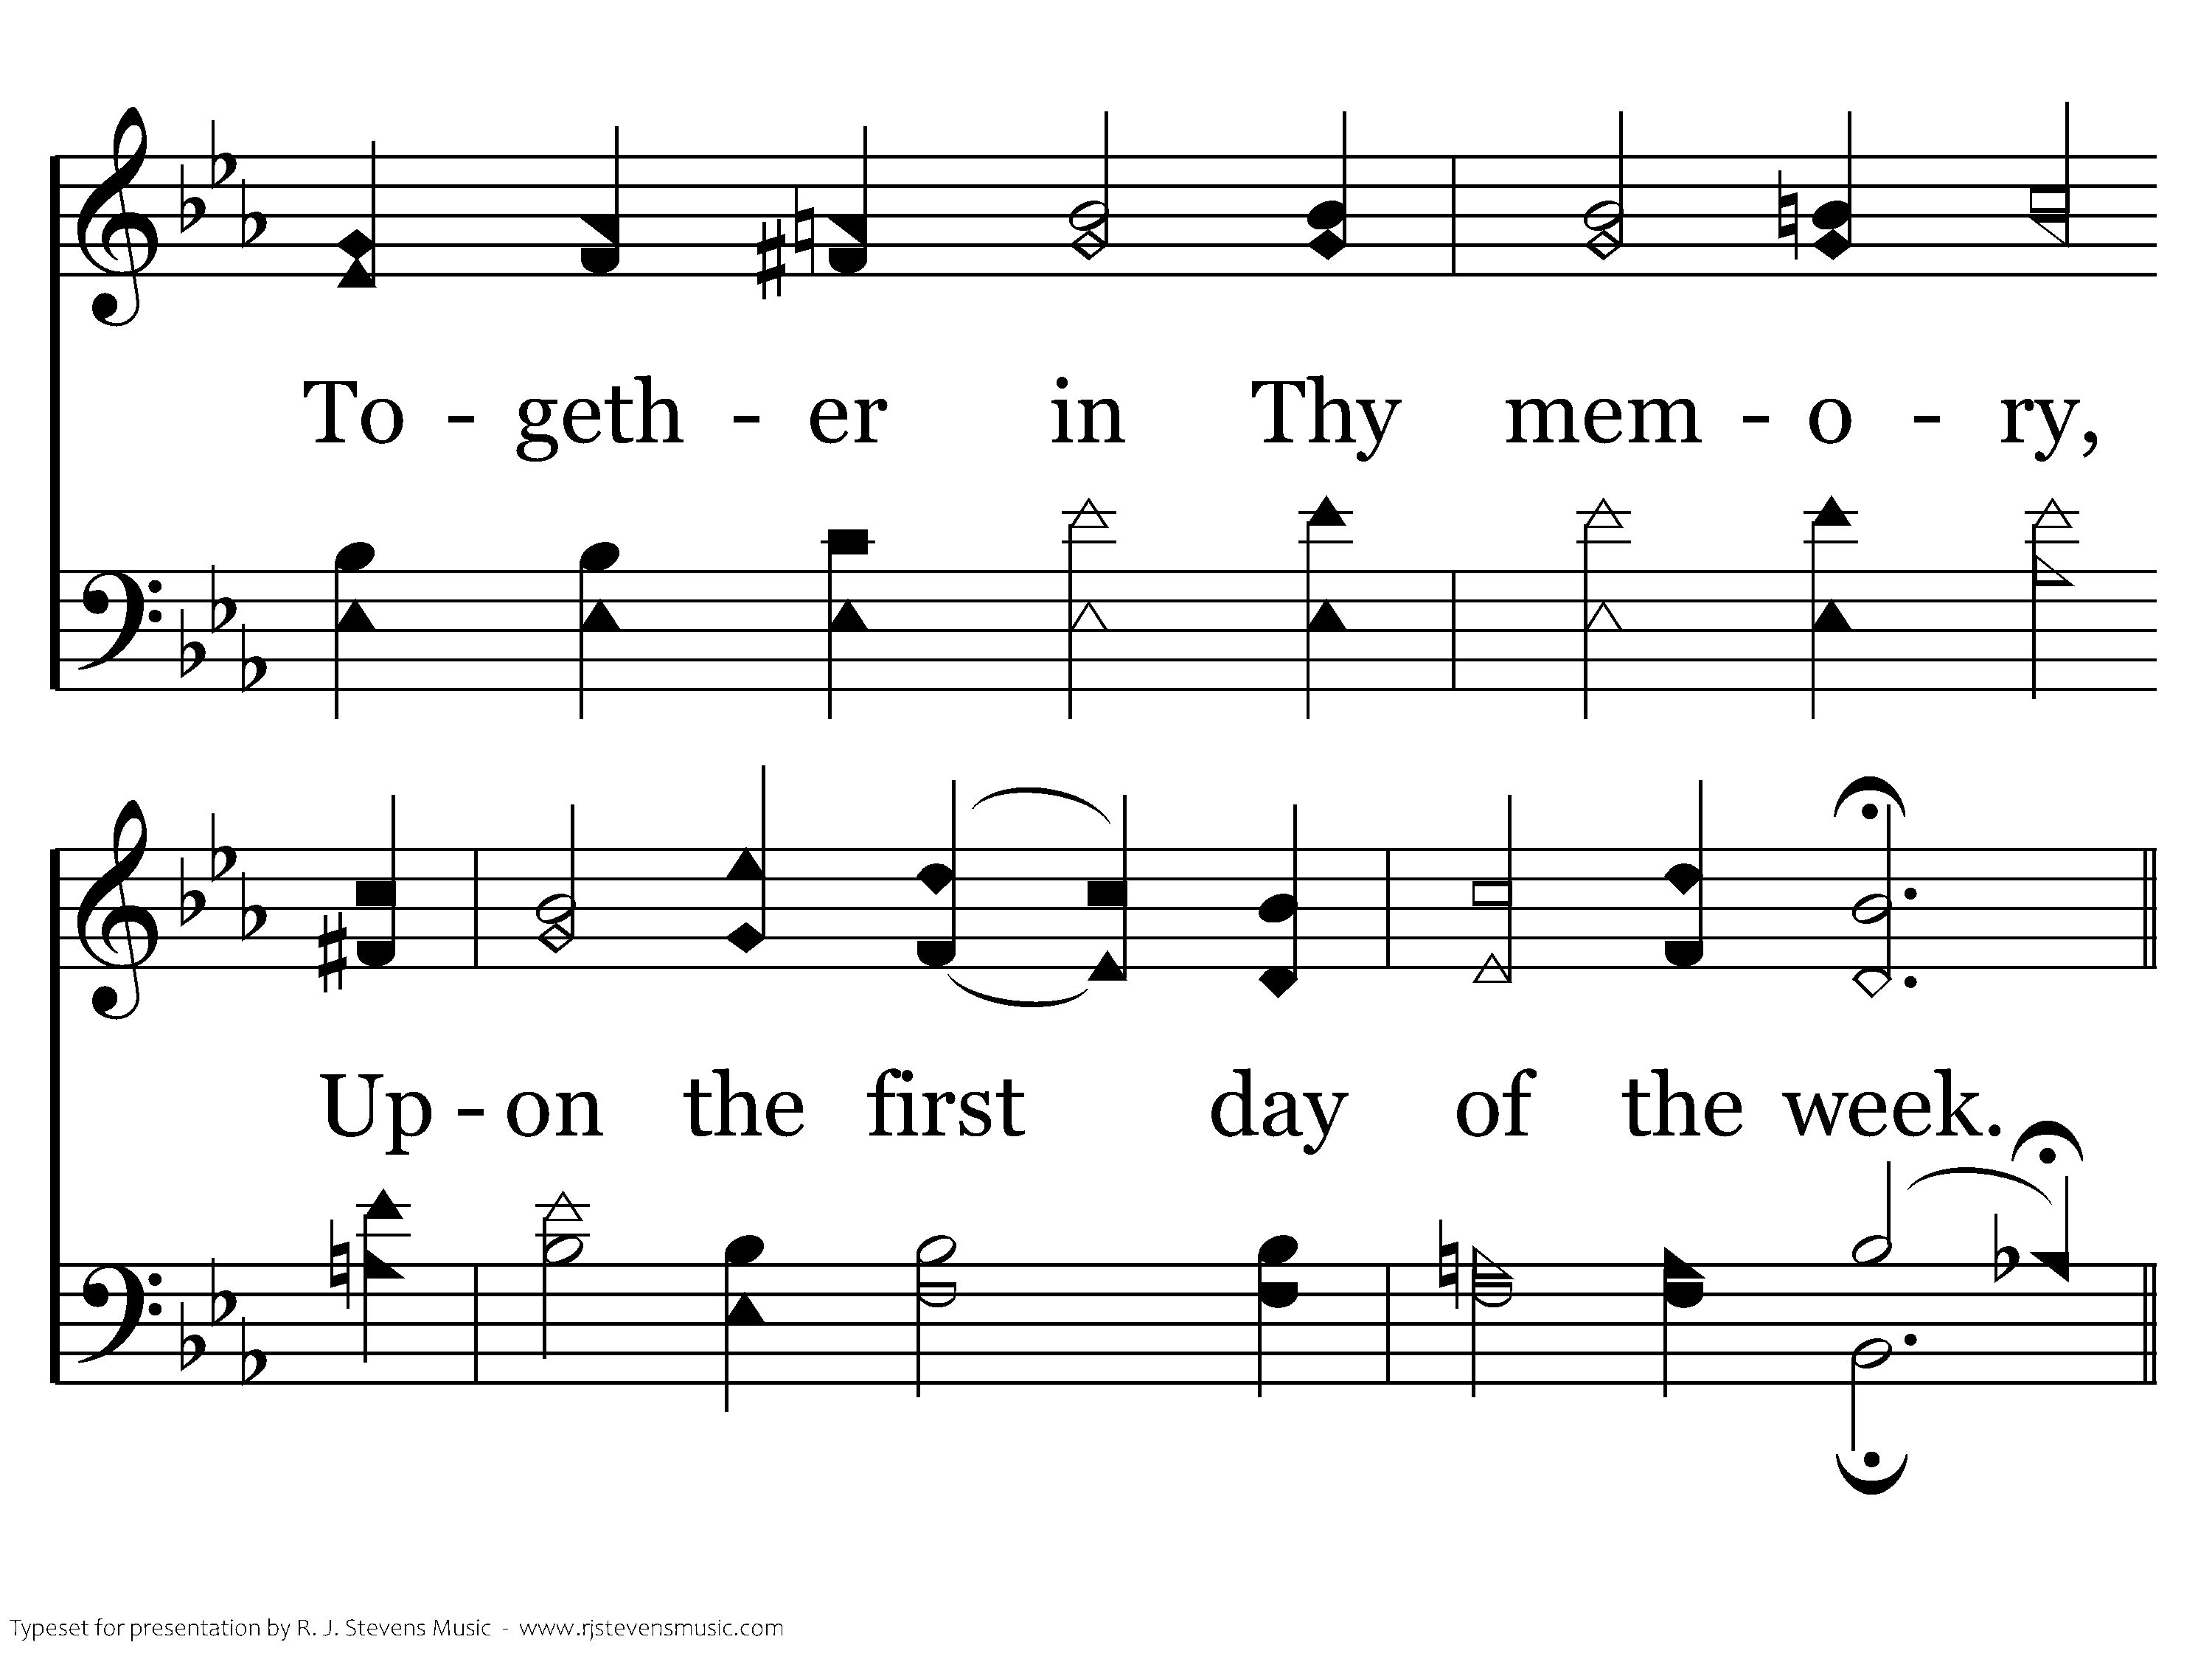 To - geth - er in Thy mem - o - ry,
Up - on the first day of the week.
Typeset for presentation by R. J. Stevens Music - www.rjstevensmusic.com